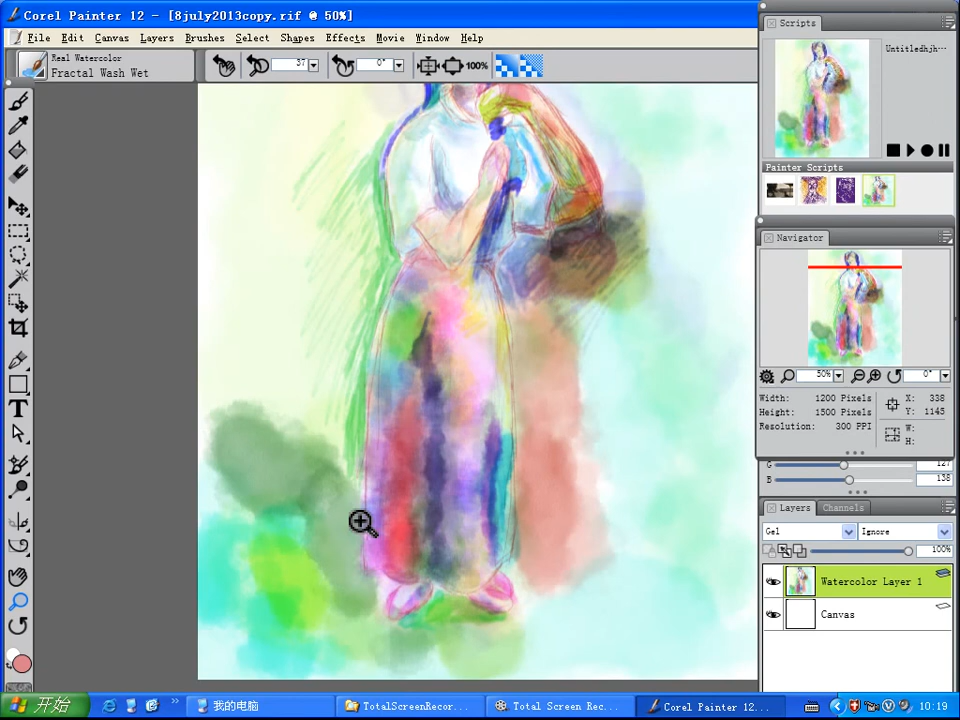 Corel Painter 12 - [8july2013copy.rif @ 50%]
File Edit Canvas Layers Brushes Select Shapes Effects Movie Window Help
Real Watercolor
Fractal Wash Wet
37
0°
100%
Scripts
Untitledhjh···
Painter Scripts
Navigator
50%
0°
Width: 1200 Pixels
Height: 1500 Pixels
Resolution: 300 PPI
X: 338
Y: 1145
W:
H:
G 127
B 138
Layers Channels
Gel Ignore
100%
Watercolor Layer 1
Canvas
T
开始
我的电脑
TotalScreenRecor...
Total Screen Rec...
Corel Painter 12...
10:19